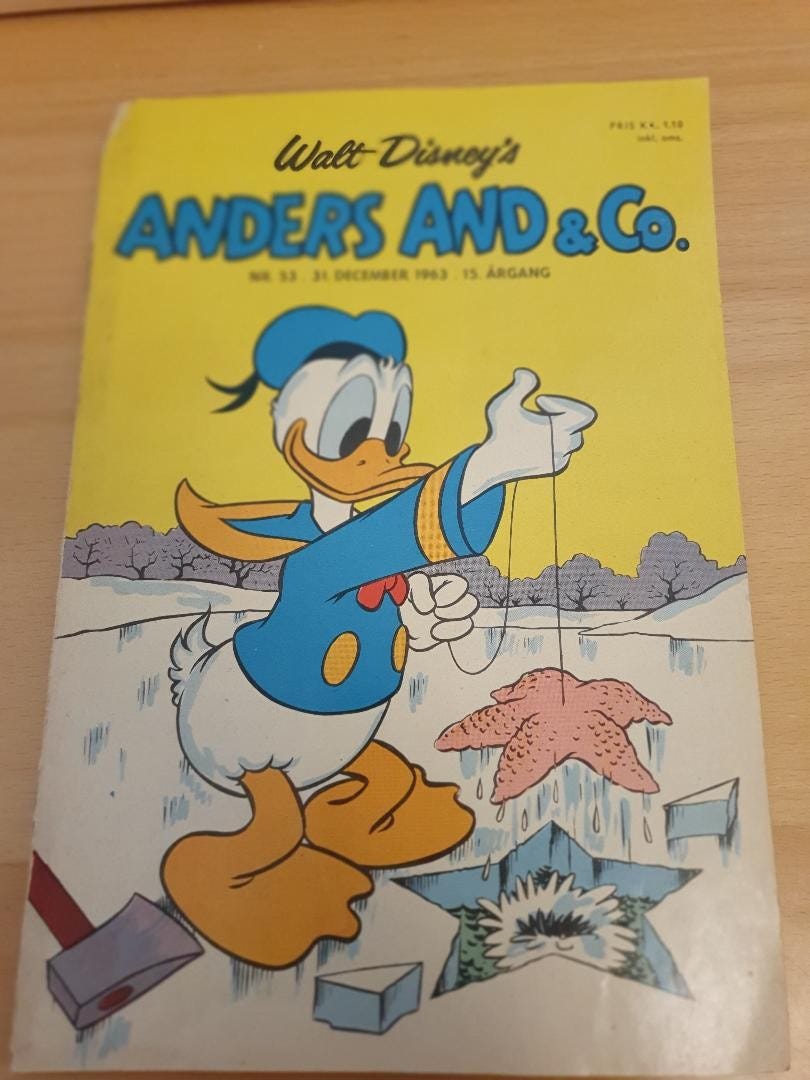 PRIS KR. 1.10
inkl. oms.
Walt Disney's
ANDERS AND & Co.
NR. 53 . 31 DECEMBER 1963 . 15. ÅRGANG